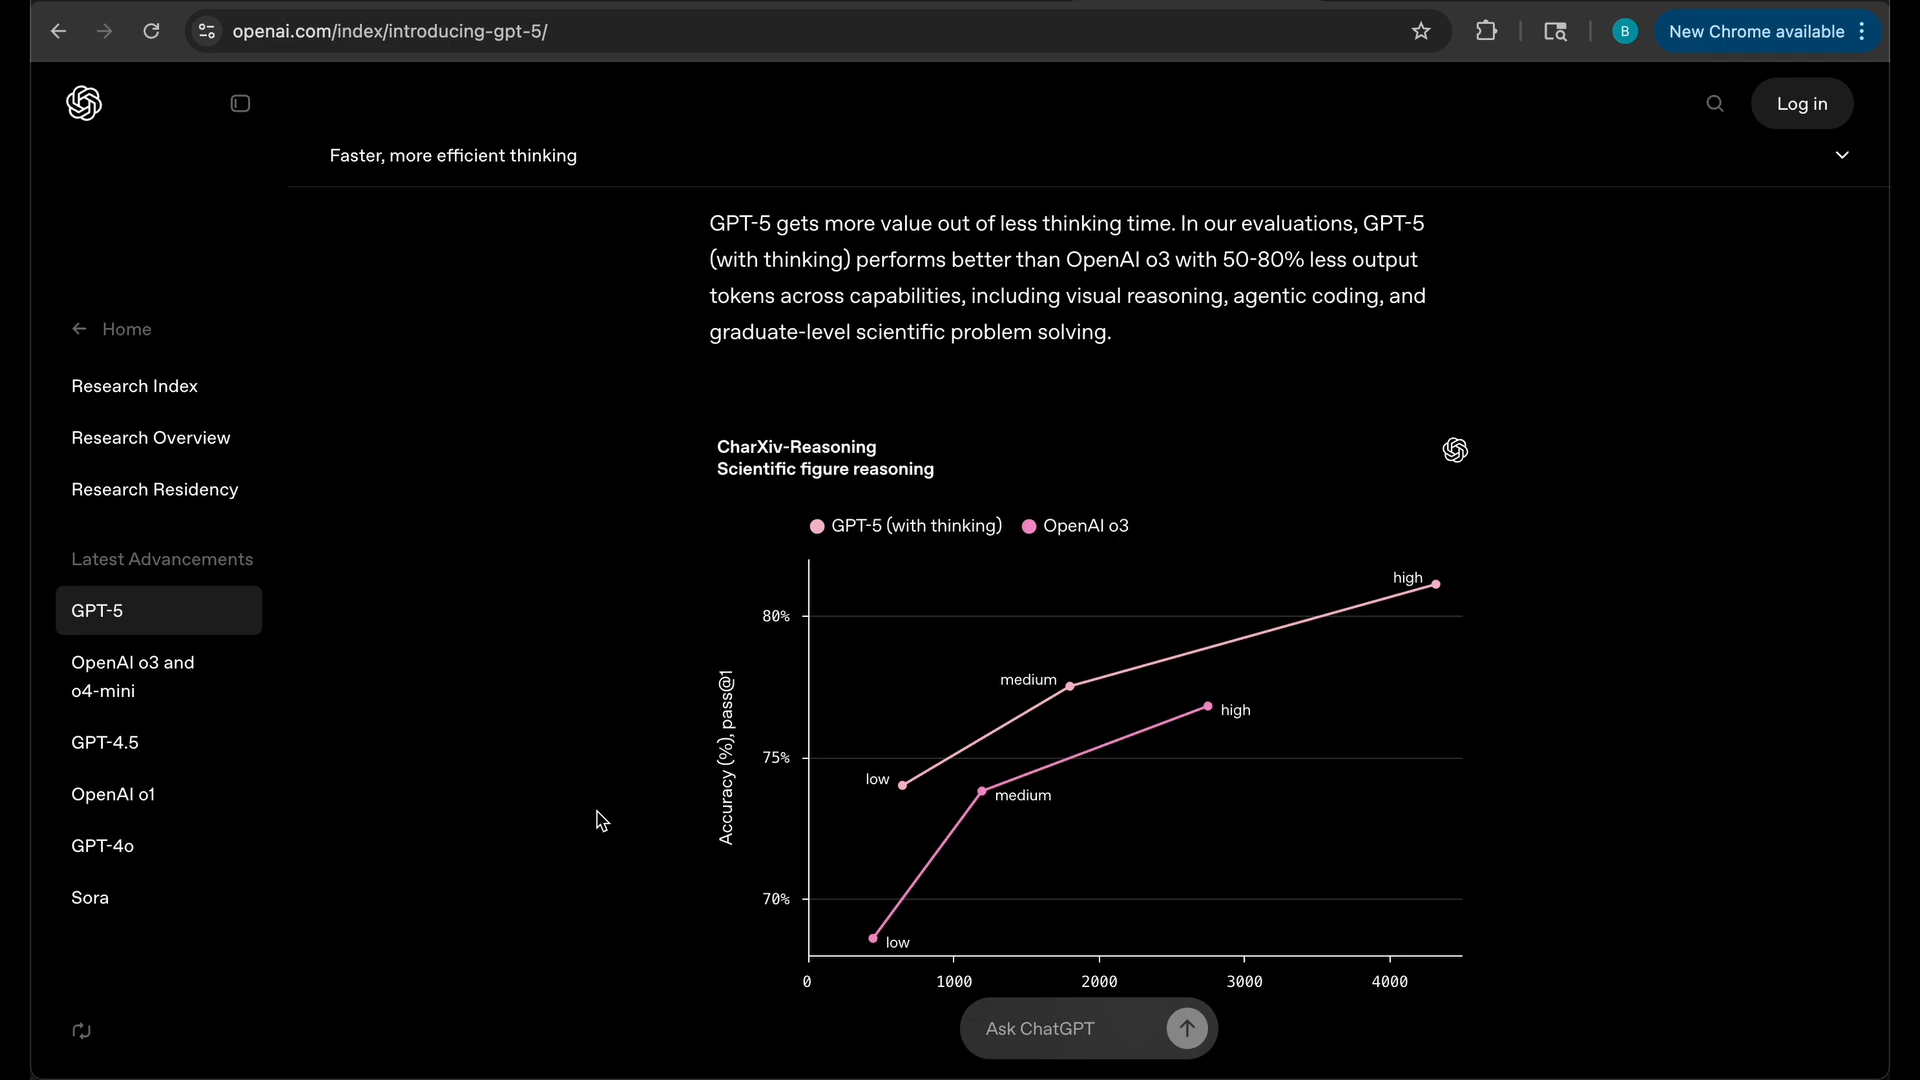 openai.com/index/introducing-gpt-5/
B
New Chrome available
Log in
Faster, more efficient thinking
GPT-5 gets more value out of less thinking time. In our evaluations, GPT-5
(with thinking) performs better than OpenAI o3 with 50-80% less output
tokens across capabilities, including visual reasoning, agentic coding, and
graduate-level scientific problem solving.
Home
Research Index
Research Overview
Research Residency
Latest Advancements
GPT-5
OpenAI o3 and
o4-mini
GPT-4.5
OpenAI o1
GPT-4o
Sora
CharXiv-Reasoning
Scientific figure reasoning
GPT-5 (with thinking)
OpenAI o3
high
80%
medium
high
Accuracy (%), pass@1
75%
low
medium
70%
low
0
1000
2000
3000
4000
Ask ChatGPT